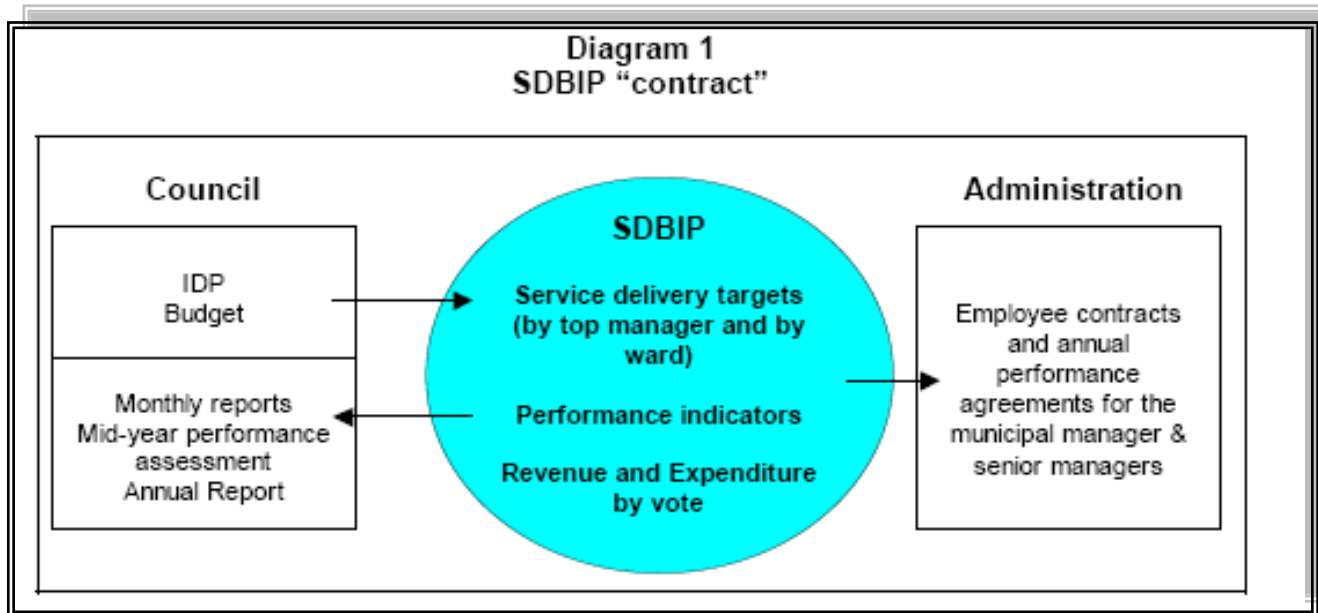 Diagram 1
SDBIP “contract”
Council
IDP
Budget
Monthly reports
Mid-year performance
assessment
Annual Report
SDBIP
Service delivery targets
(by top manager and by
ward)
Performance indicators
Revenue and Expenditure
by vote
Administration
Employee contracts
and annual
performance
agreements for the
municipal manager &
senior managers